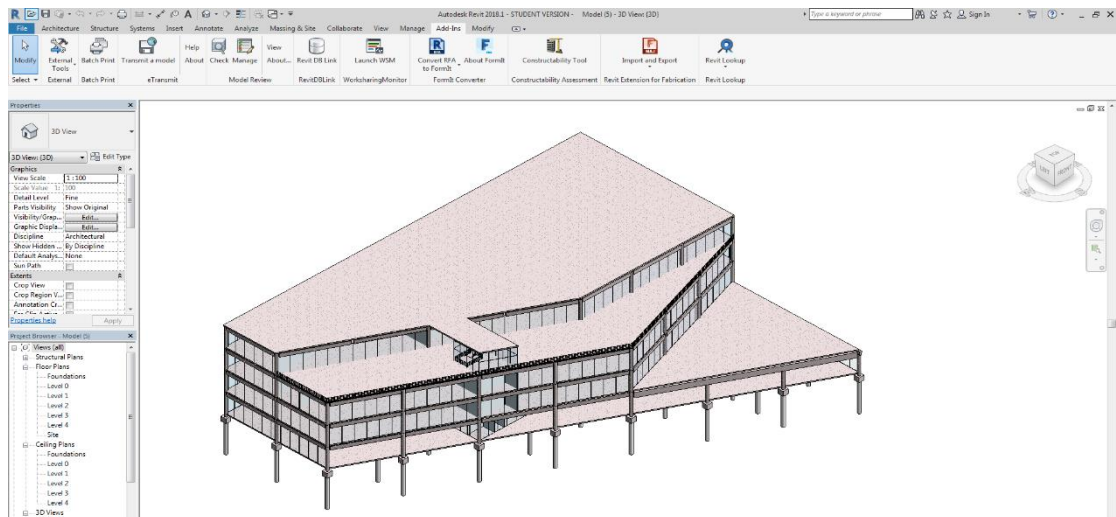 Autodesk Revit 2018.1 - STUDENT VERSION - Model (5) - 3D View: {3D}
Type a keyword or phrase
Sign In
File Architecture Structure Systems Insert Annotate Analyze Massing & Site Collaborate View Manage Add-Ins Modify
Modify External Tools Batch Print Transmit a model Help About Check Manage View About... Revit DB Link Launch WSM Convert RFA to FormIt About FormIt Constructability Tool Import and Export Revit Lookup
Select External Batch Print eTransmit Model Review RevitDBLink WorksharingMonitor FormIt Converter Constructability Assessment Revit Extension for Fabrication Revit Lookup
Properties
3D View
3D View: {3D} Edit Type
Graphics
View Scale 1 : 100
Scale Value 1: 100
Detail Level Fine
Parts Visibility Show Original
Visibility/Grap... Edit...
Graphic Displa... Edit...
Discipline Architectural
Show Hidden ... By Discipline
Default Analys... None
Sun Path
Extents
Crop View
Crop Region V...
Annotation Cr...
Properties help Apply
Project Browser - Model (5)
Views (all)
Structural Plans
Floor Plans
Foundations
Level 0
Level 1
Level 2
Level 3
Level 4
Site
Ceiling Plans
Foundations
Level 0
Level 1
Level 2
Level 3
Level 4
3D Views